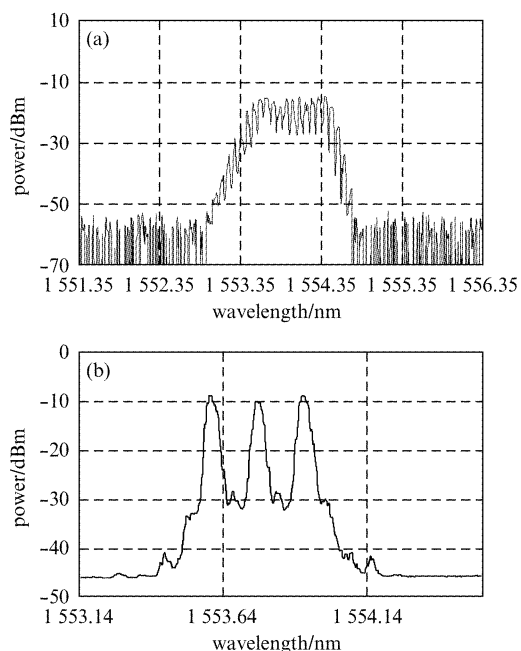 (a)
power/dBm
10
−10
−30
−50
−70
1 551.35 1 552.35 1 553.35 1 554.35 1 555.35 1 556.35
wavelength/nm
(b)
power/dBm
0
−10
−20
−30
−40
−50
1 553.14 1 553.64 1 554.14
wavelength/nm